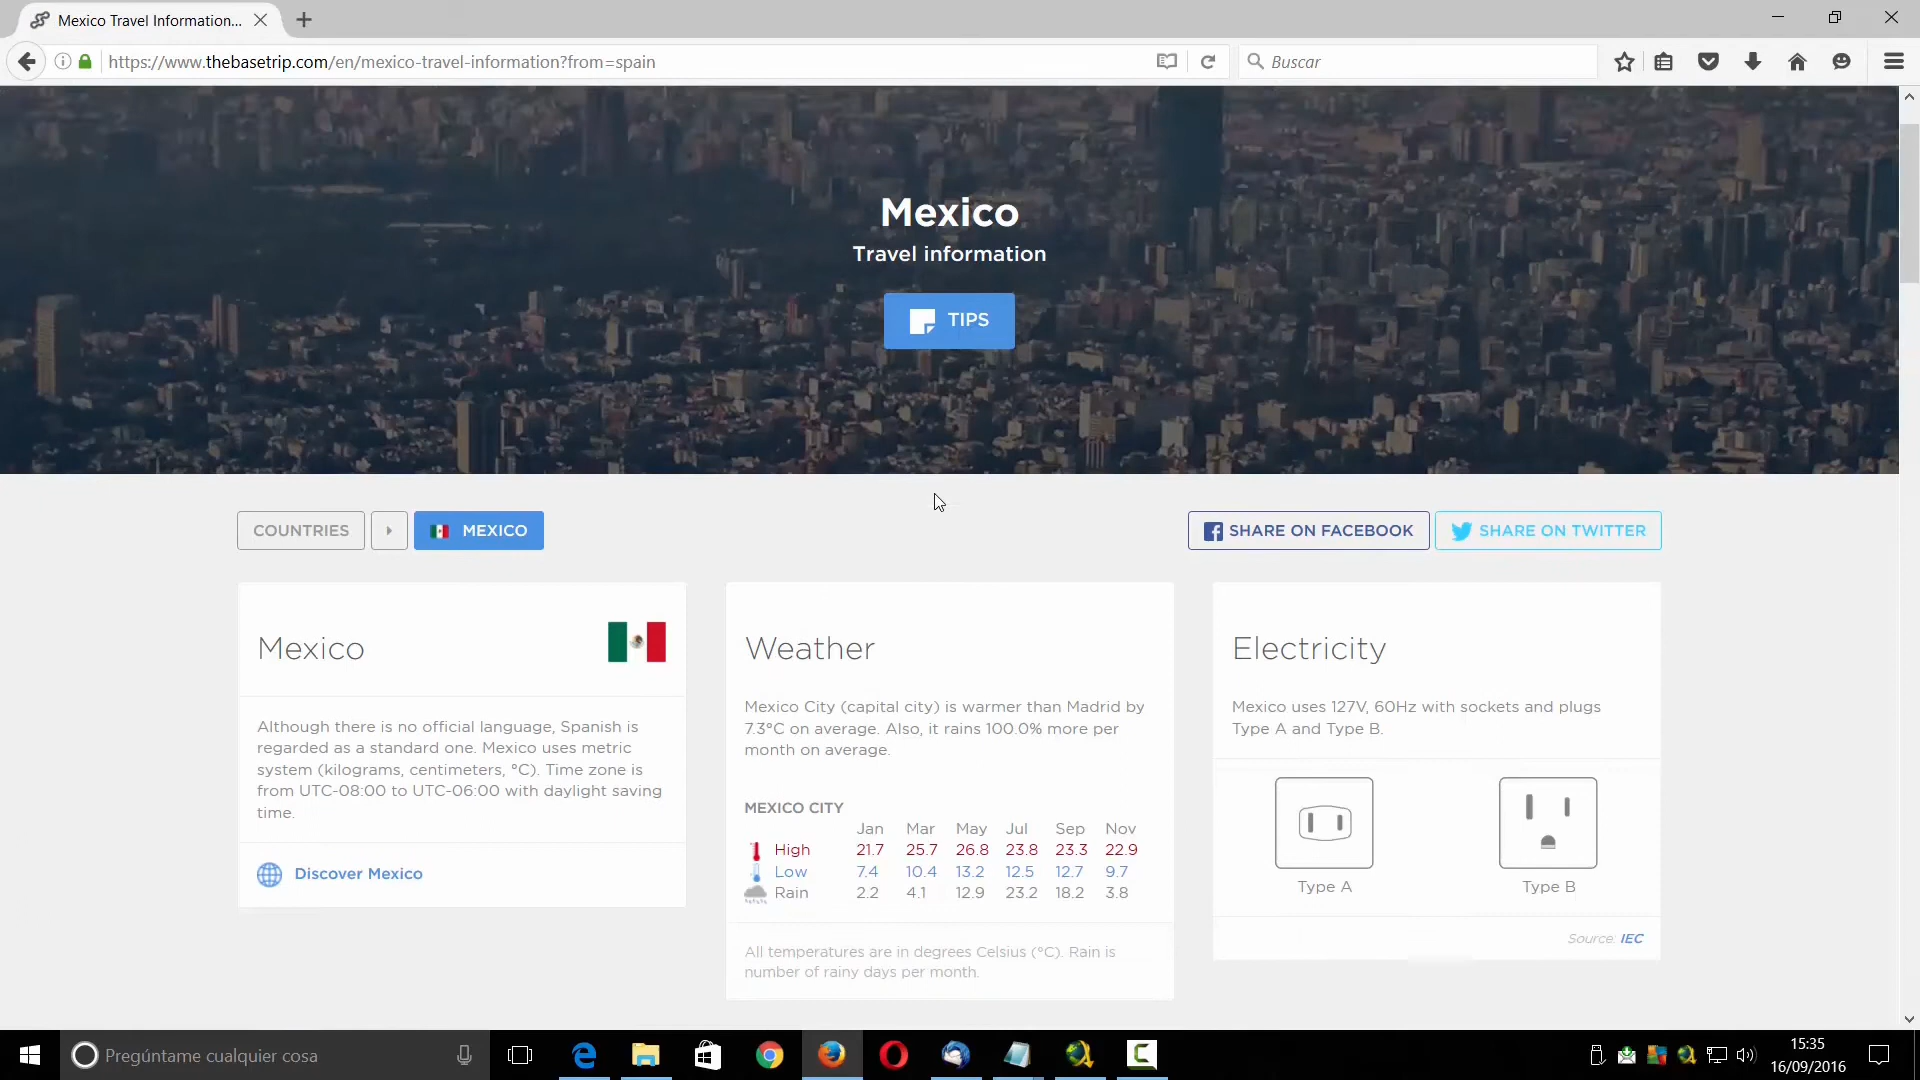 Mexico Travel Information...
https://www.thebasetrip.com/en/mexico-travel-information?from=spain
Buscar
Mexico
Travel information
TIPS
COUNTRIES
MEXICO
SHARE ON FACEBOOK
SHARE ON TWITTER
Mexico
Although there is no official language, Spanish is
regarded as a standard one. Mexico uses metric
system (kilograms, centimeters, °C). Time zone is
from UTC-08:00 to UTC-06:00 with daylight saving
time.
Discover Mexico
Weather
Mexico City (capital city) is warmer than Madrid by
7.3°C on average. Also, it rains 100.0% more per
month on average.
MEXICO CITY
Jan Mar May Jul Sep Nov
High 21.7 25.7 26.8 23.8 23.3 22.9
Low 7.4 10.4 13.2 12.5 12.7 9.7
Rain 2.2 4.1 12.9 23.2 18.2 3.8
All temperatures are in degrees Celsius (°C). Rain is
number of rainy days per month.
Electricity
Mexico uses 127V, 60Hz with sockets and plugs
Type A and Type B.
Type A Type B
Source: IEC
Pregúntame cualquier cosa
15:35
16/09/2016